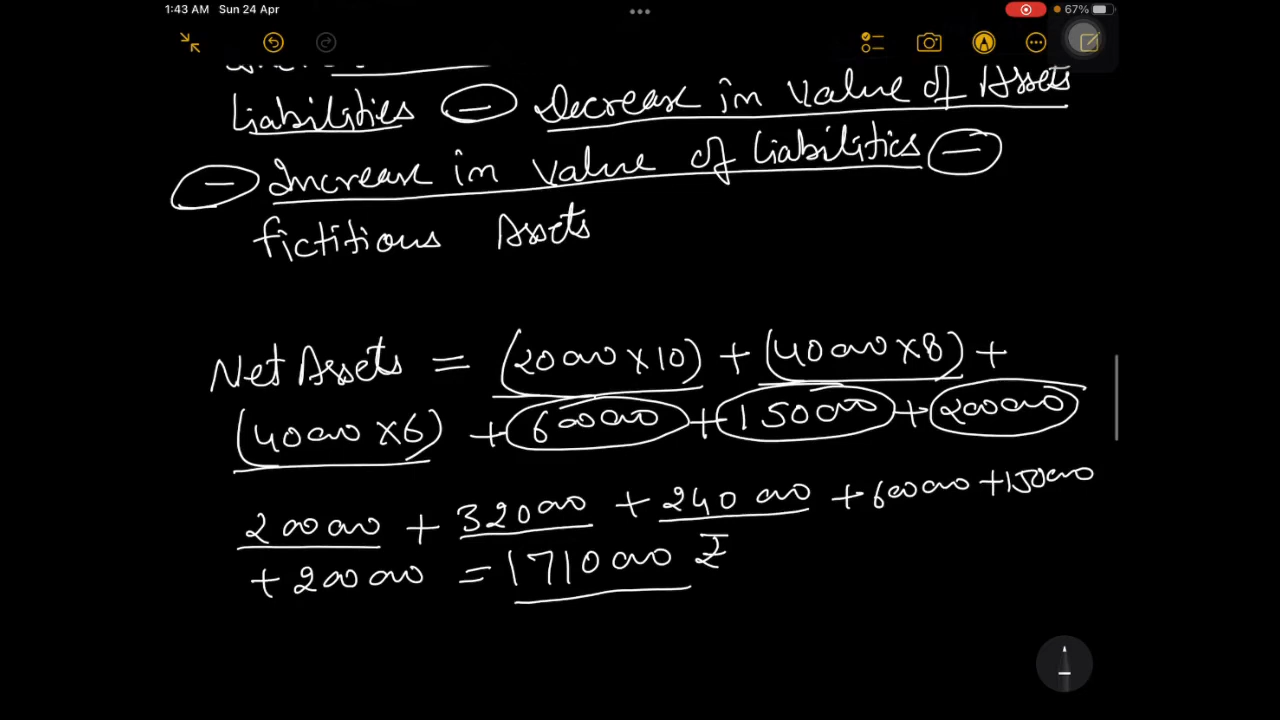 1:43 AM Sun 24 Apr
67%
Liabilities - Decrease in value of Assets
- Increase in value of Liabilities -
fictitious Assets
Net Assets = (20000 × 10) + (40000 × 8) +
(40000 × 6) + 600000 + 150000 + 200000
200000 + 320000 + 240000 + 600000 + 150000
+ 200000 = 1710000 ₹